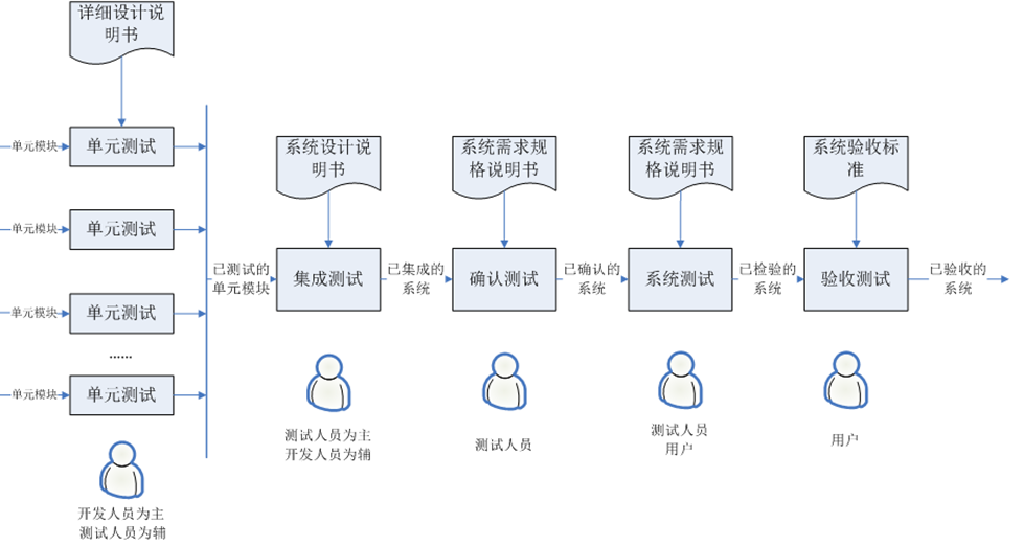 详细设计说
明书
单元模块
单元测试
单元模块
单元测试
单元模块
单元测试
......
单元模块
单元测试
开发人员为主
测试人员为辅
已测试的
单元模块
系统设计说
明书
集成测试
测试人员为主
开发人员为辅
已集成的
系统
系统需求规
格说明书
确认测试
测试人员
已确认的
系统
系统需求规
格说明书
系统测试
测试人员
用户
已检验的
系统
系统验收标
准
验收测试
用户
已验收的
系统